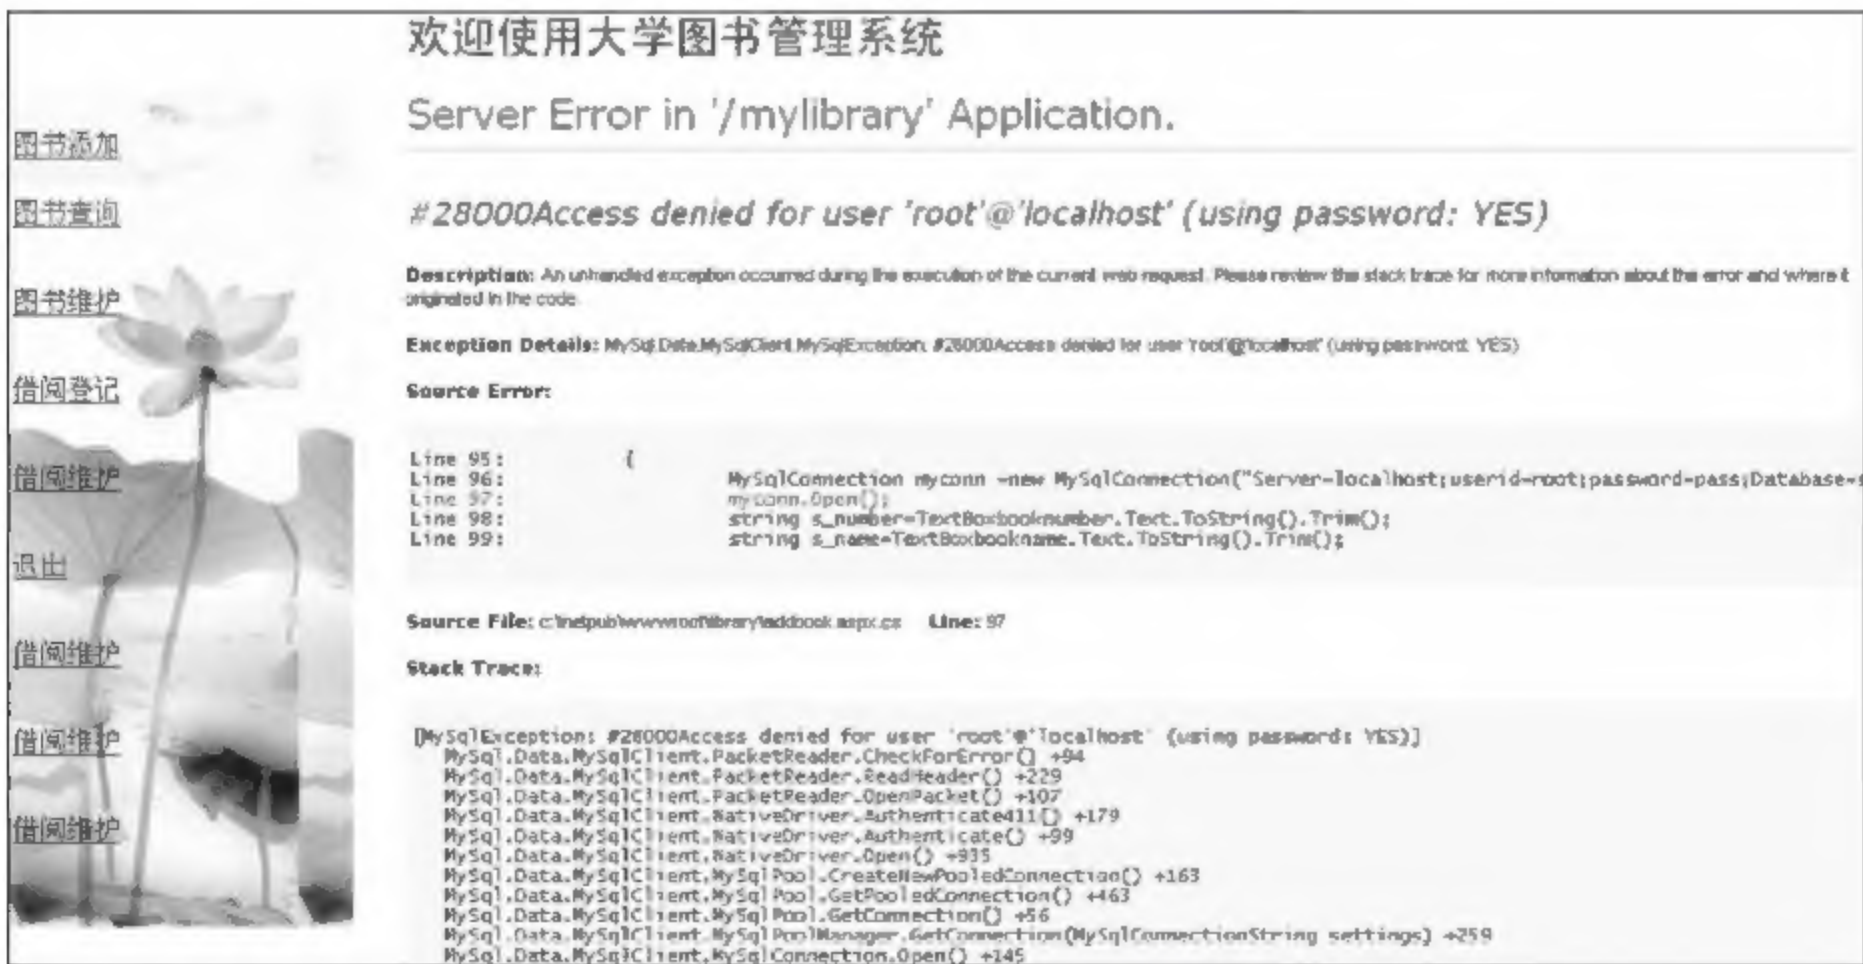 欢迎使用大学图书管理系统
Server Error in '/mylibrary' Application.
图书添加
图书查询
图书维护
借阅登记
借阅维护
退出
借阅维护
借阅维护
借阅维护
#28000Access denied for user 'root'@'localhost' (using password: YES)
Description: An unhandled exception occurred during the execution of the current web request. Please review the stack trace for more information about the error and where it
originated in the code.
Exception Details: MySql.Data.MySqlClient.MySqlException: #28000Access denied for user 'root'@'localhost' (using password: YES)
Source Error:
Line 95: {
Line 96: MySqlConnection myconn =new MySqlConnection("Server=localhost;userid=root;password=pass;Database=
Line 97: myconn.Open();
Line 98: string s_number=TextBoxbooknumber.Text.ToString().Trim();
Line 99: string s_name=TextBoxbookname.Text.ToString().Trim();
Source File: c:\inetpub\wwwroot\library\addbook.aspx.cs Line: 97
Stack Trace:
[MySqlException: #28000Access denied for user 'root'@'localhost' (using password: YES)]
MySql.Data.MySqlClient.PacketReader.CheckForError() +94
MySql.Data.MySqlClient.PacketReader.ReadHeader() +229
MySql.Data.MySqlClient.PacketReader.OpenPacket() +107
MySql.Data.MySqlClient.NativeDriver.Authenticate411() +179
MySql.Data.MySqlClient.NativeDriver.Authenticate() +99
MySql.Data.MySqlClient.NativeDriver.Open() +935
MySql.Data.MySqlClient.MySqlPool.CreateNewPooledConnection() +163
MySql.Data.MySqlClient.MySqlPool.GetPooledConnection() +463
MySql.Data.MySqlClient.MySqlPool.GetConnection() +56
MySql.Data.MySqlClient.MySqlPoolManager.GetConnection(MySqlConnectionString settings) +259
MySql.Data.MySqlClient.MySqlConnection.Open() +145